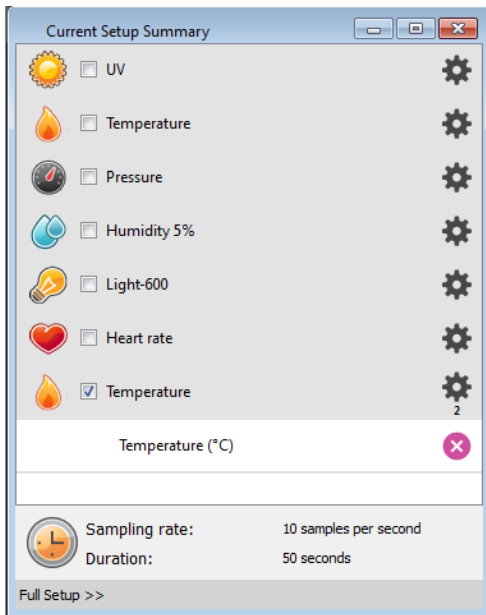 Current Setup Summary
UV
Temperature
Pressure
Humidity 5%
Light-600
Heart rate
Temperature
2
Temperature (°C)
Sampling rate: 10 samples per second
Duration: 50 seconds
Full Setup >>